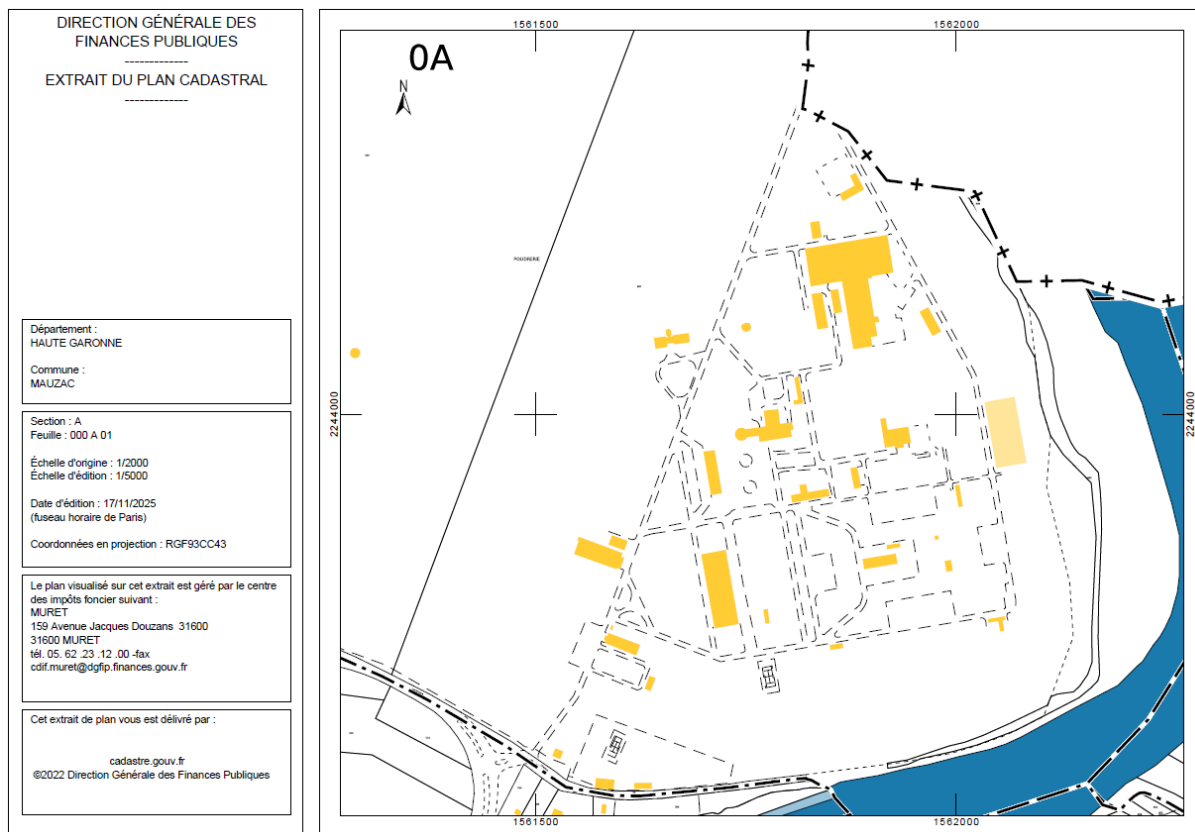 DIRECTION GÉNÉRALE DES
FINANCES PUBLIQUES
-------------
EXTRAIT DU PLAN CADASTRAL
-------------
Département :
HAUTE GARONNE
Commune :
MAUZAC
Section : A
Feuille : 000 A 01
Échelle d'origine : 1/2000
Échelle d'édition : 1/5000
Date d'édition : 17/11/2025
(fuseau horaire de Paris)
Coordonnées en projection : RGF93CC43
Le plan visualisé sur cet extrait est géré par le centre
des impôts foncier suivant :
MURET
159 Avenue Jacques Douzans 31600
31600 MURET
tél. 05. 62 .23 .12 .00 -fax
cdif.muret@dgfip.finances.gouv.fr
Cet extrait de plan vous est délivré par :
cadastre.gouv.fr
©2022 Direction Générale des Finances Publiques
1561500
1562000
0A
N
POUDRERIE
2244000
2244000
1561500
1562000